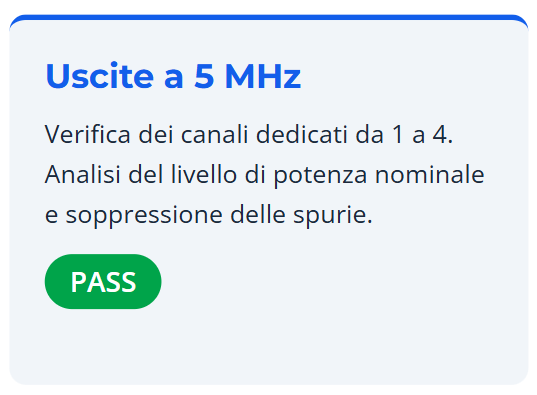 Uscite a 5 MHz
Verifica dei canali dedicati da 1 a 4.
Analisi del livello di potenza nominale
e soppressione delle spurie.
PASS